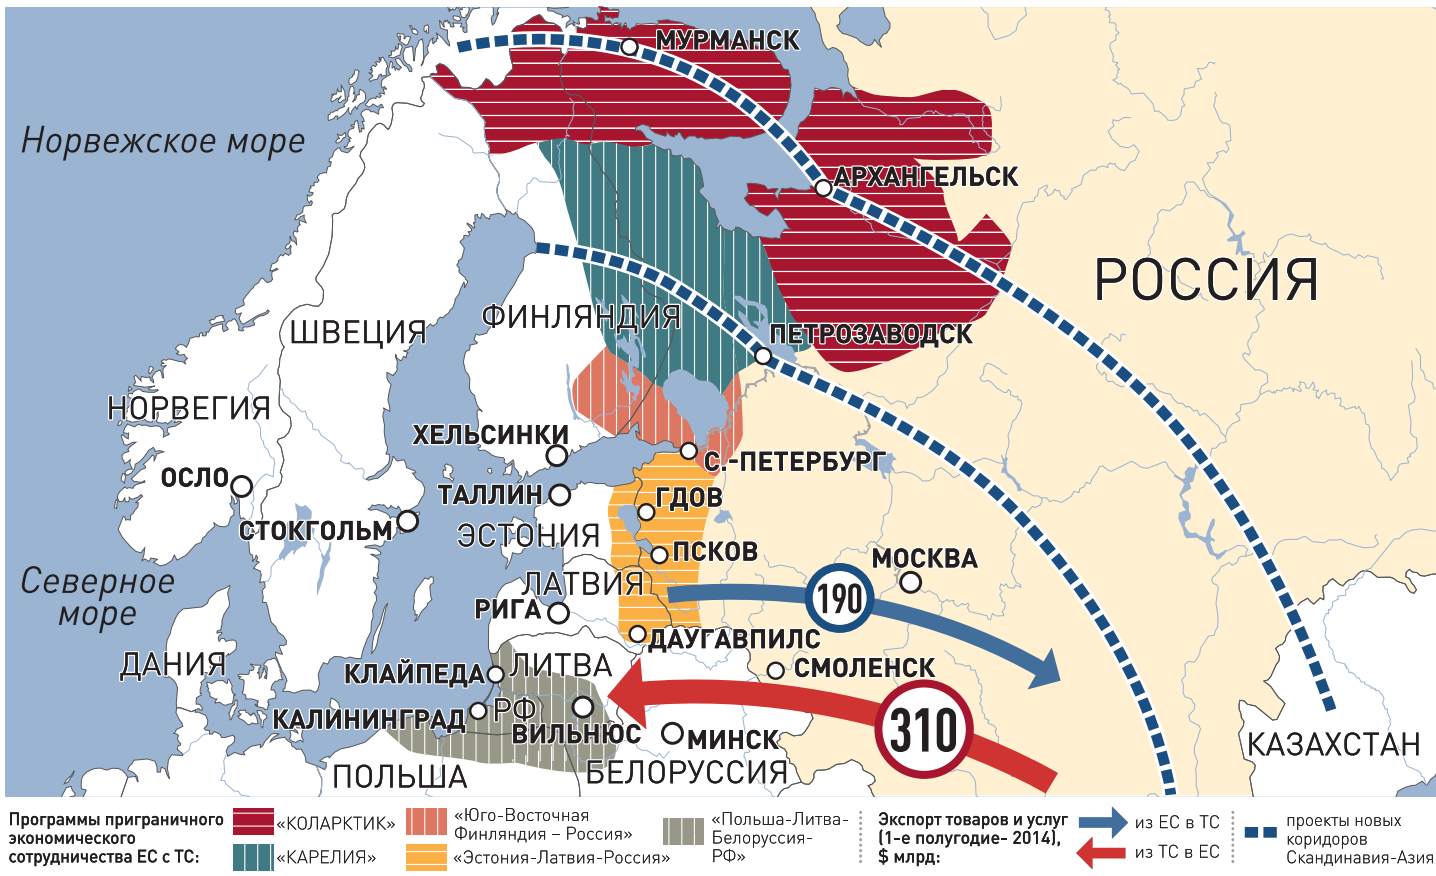 МУРМАНСК
Норвежское море
АРХАНГЕЛЬСК
РОССИЯ
ШВЕЦИЯ
ФИНЛЯНДИЯ
ПЕТРОЗАВОДСК
НОРВЕГИЯ
ХЕЛЬСИНКИ
С.-ПЕТЕРБУРГ
ОСЛО
ТАЛЛИН
ГДОВ
СТОКГОЛЬМ
ЭСТОНИЯ
ПСКОВ
МОСКВА
Северное
море
ЛАТВИЯ
190
РИГА
ДАУГАВПИЛС
ДАНИЯ
КЛАЙПЕДА
ЛИТВА
СМОЛЕНСК
КАЛИНИНГРАД
РФ
ВИЛЬНЮС
МИНСК
310
КАЗАХСТАН
ПОЛЬША
БЕЛОРУССИЯ
Программы приграничного
экономического
сотрудничества ЕС с ТС:
«КОЛАРКТИК»
«КАРЕЛИЯ»
«Юго-Восточная
Финляндия – Россия»
«Эстония-Латвия-Россия»
«Польша-Литва-
Белоруссия-
РФ»
Экспорт товаров и услуг
(1-е полугодие- 2014),
$ млрд:
из ЕС в ТС
из ТС в ЕС
проекты новых
коридоров
Скандинавия-Азия